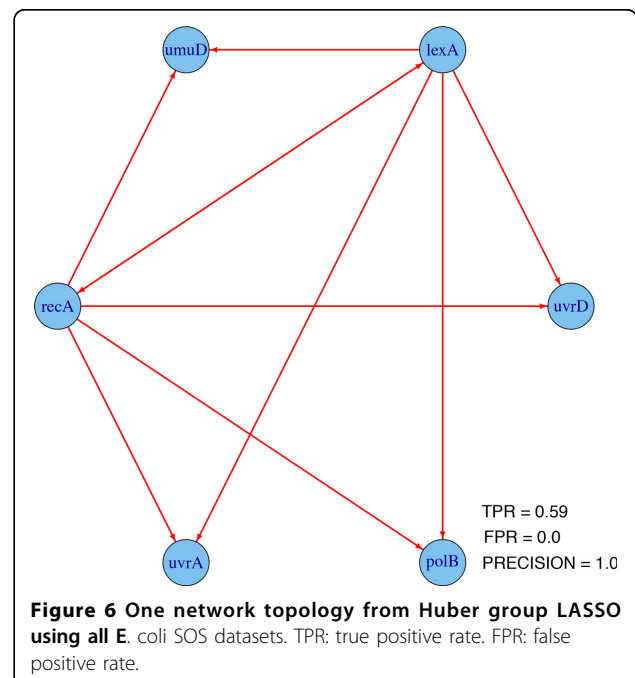 umuD
lexA
recA
uvrD
uvrA
polB
TPR = 0.59
FPR = 0.0
PRECISION = 1.0
Figure 6 One network topology from Huber group LASSO
using all E. coli SOS datasets. TPR: true positive rate. FPR: false
positive rate.